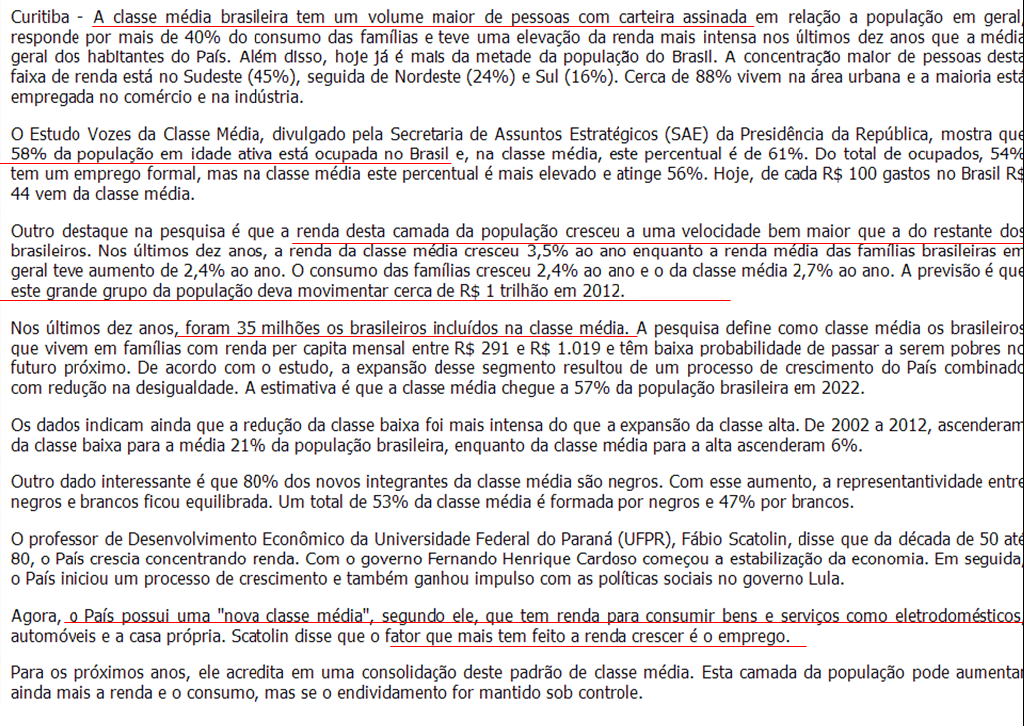 Curitiba - A classe média brasileira tem um volume maior de pessoas com carteira assinada em relação a população em geral,
responde por mais de 40% do consumo das famílias e teve uma elevação da renda mais intensa nos últimos dez anos que a média
geral dos habitantes do País. Além disso, hoje já é mais da metade da população do Brasil. A concentração maior de pessoas desta
faixa de renda está no Sudeste (45%), seguida de Nordeste (24%) e Sul (16%). Cerca de 88% vivem na área urbana e a maioria está
empregada no comércio e na indústria.
O Estudo Vozes da Classe Média, divulgado pela Secretaria de Assuntos Estratégicos (SAE) da Presidência da República, mostra que
58% da população em idade ativa está ocupada no Brasil e, na classe média, este percentual é de 61%. Do total de ocupados, 54%
tem um emprego formal, mas na classe média este percentual é mais elevado e atinge 56%. Hoje, de cada R$ 100 gastos no Brasil R$
44 vem da classe média.
Outro destaque na pesquisa é que a renda desta camada da população cresceu a uma velocidade bem maior que a do restante dos
brasileiros. Nos últimos dez anos, a renda da classe média cresceu 3,5% ao ano enquanto a renda média das famílias brasileiras em
geral teve aumento de 2,4% ao ano. O consumo das famílias cresceu 2,4% ao ano e o da classe média 2,7% ao ano. A previsão é que
este grande grupo da população deva movimentar cerca de R$ 1 trilhão em 2012.
Nos últimos dez anos, foram 35 milhões os brasileiros incluídos na classe média. A pesquisa define como classe média os brasileiros
que vivem em famílias com renda per capita mensal entre R$ 291 e R$ 1.019 e têm baixa probabilidade de passar a serem pobres no
futuro próximo. De acordo com o estudo, a expansão desse segmento resultou de um processo de crescimento do País combinado
com redução na desigualdade. A estimativa é que a classe média chegue a 57% da população brasileira em 2022.
Os dados indicam ainda que a redução da classe baixa foi mais intensa do que a expansão da classe alta. De 2002 a 2012, ascenderam
da classe baixa para a média 21% da população brasileira, enquanto da classe média para a alta ascenderam 6%.
Outro dado interessante é que 80% dos novos integrantes da classe média são negros. Com esse aumento, a representantividade entre
negros e brancos ficou equilibrada. Um total de 53% da classe média é formada por negros e 47% por brancos.
O professor de Desenvolvimento Econômico da Universidade Federal do Paraná (UFPR), Fábio Scatolin, disse que da década de 50 até
80, o País crescia concentrando renda. Com o governo Fernando Henrique Cardoso começou a estabilização da economia. Em seguida,
o País iniciou um processo de crescimento e também ganhou impulso com as políticas sociais no governo Lula.
Agora, o País possui uma "nova classe média", segundo ele, que tem renda para consumir bens e serviços como eletrodomésticos,
automóveis e a casa própria. Scatolin disse que o fator que mais tem feito a renda crescer é o emprego.
Para os próximos anos, ele acredita em uma consolidação deste padrão de classe média. Esta camada da população pode aumentar
ainda mais a renda e o consumo, mas se o endividamento for mantido sob controle.